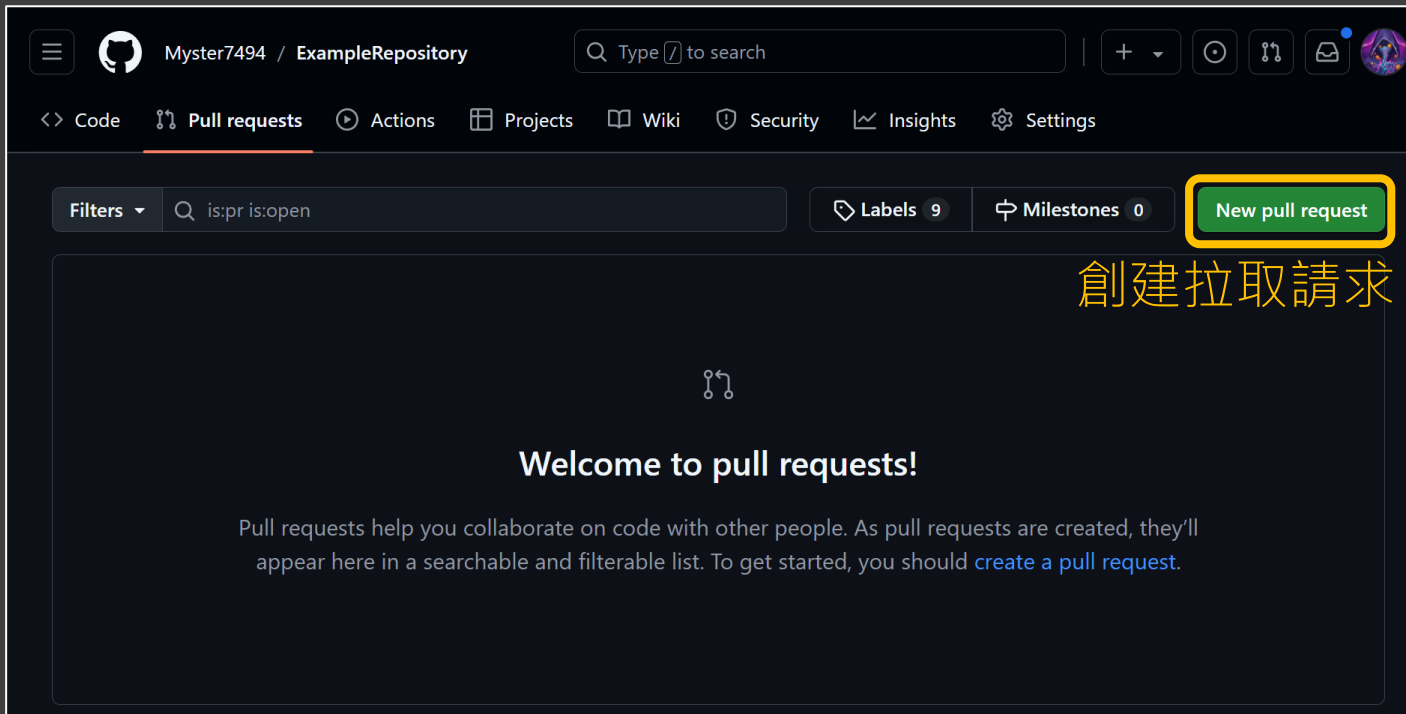 Myster7494 / ExampleRepository
Type / to search
Code Pull requests Actions Projects Wiki Security Insights Settings
Filters is:pr is:open Labels 9 Milestones 0 New pull request
創建拉取請求
Welcome to pull requests!
Pull requests help you collaborate on code with other people. As pull requests are created, they’ll
appear here in a searchable and filterable list. To get started, you should create a pull request.